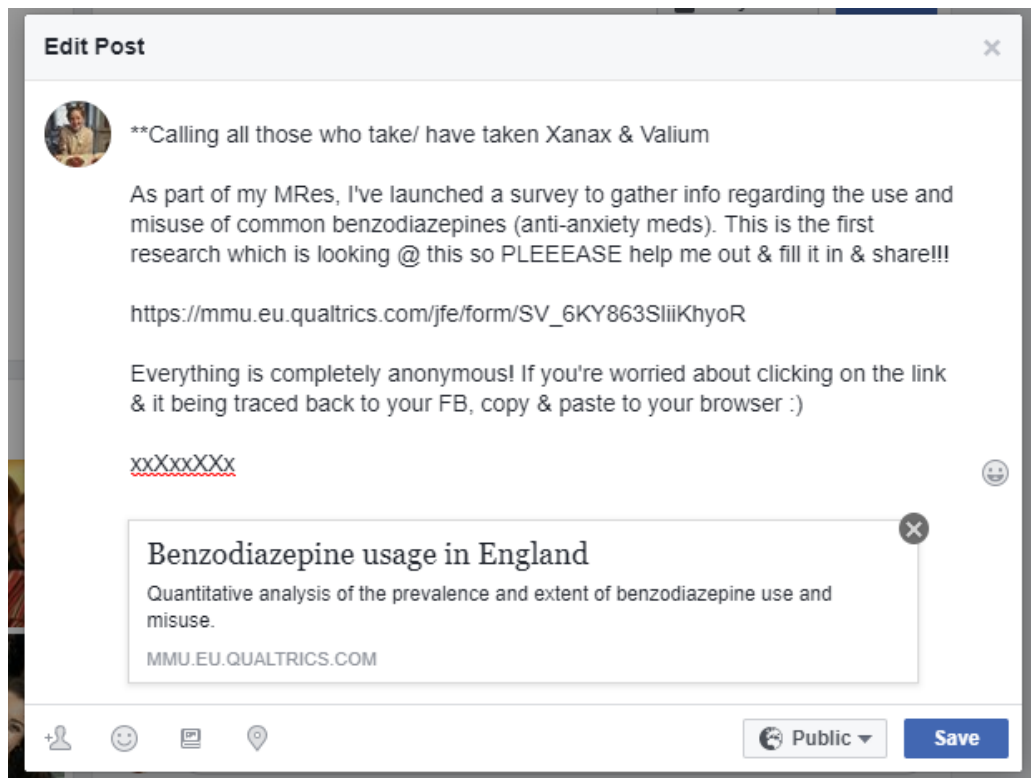 Edit Post
**Calling all those who take/ have taken Xanax & Valium
As part of my MRes, I've launched a survey to gather info regarding the use and
misuse of common benzodiazepines (anti-anxiety meds). This is the first
research which is looking @ this so PLEEEASE help me out & fill it in & share!!!
https://mmu.eu.qualtrics.com/jfe/form/SV_6KY863SliiKhyoR
Everything is completely anonymous! If you're worried about clicking on the link
& it being traced back to your FB, copy & paste to your browser :)
xxXxxXXx
Benzodiazepine usage in England
Quantitative analysis of the prevalence and extent of benzodiazepine use and
misuse.
MMU.EU.QUALTRICS.COM
Public
Save